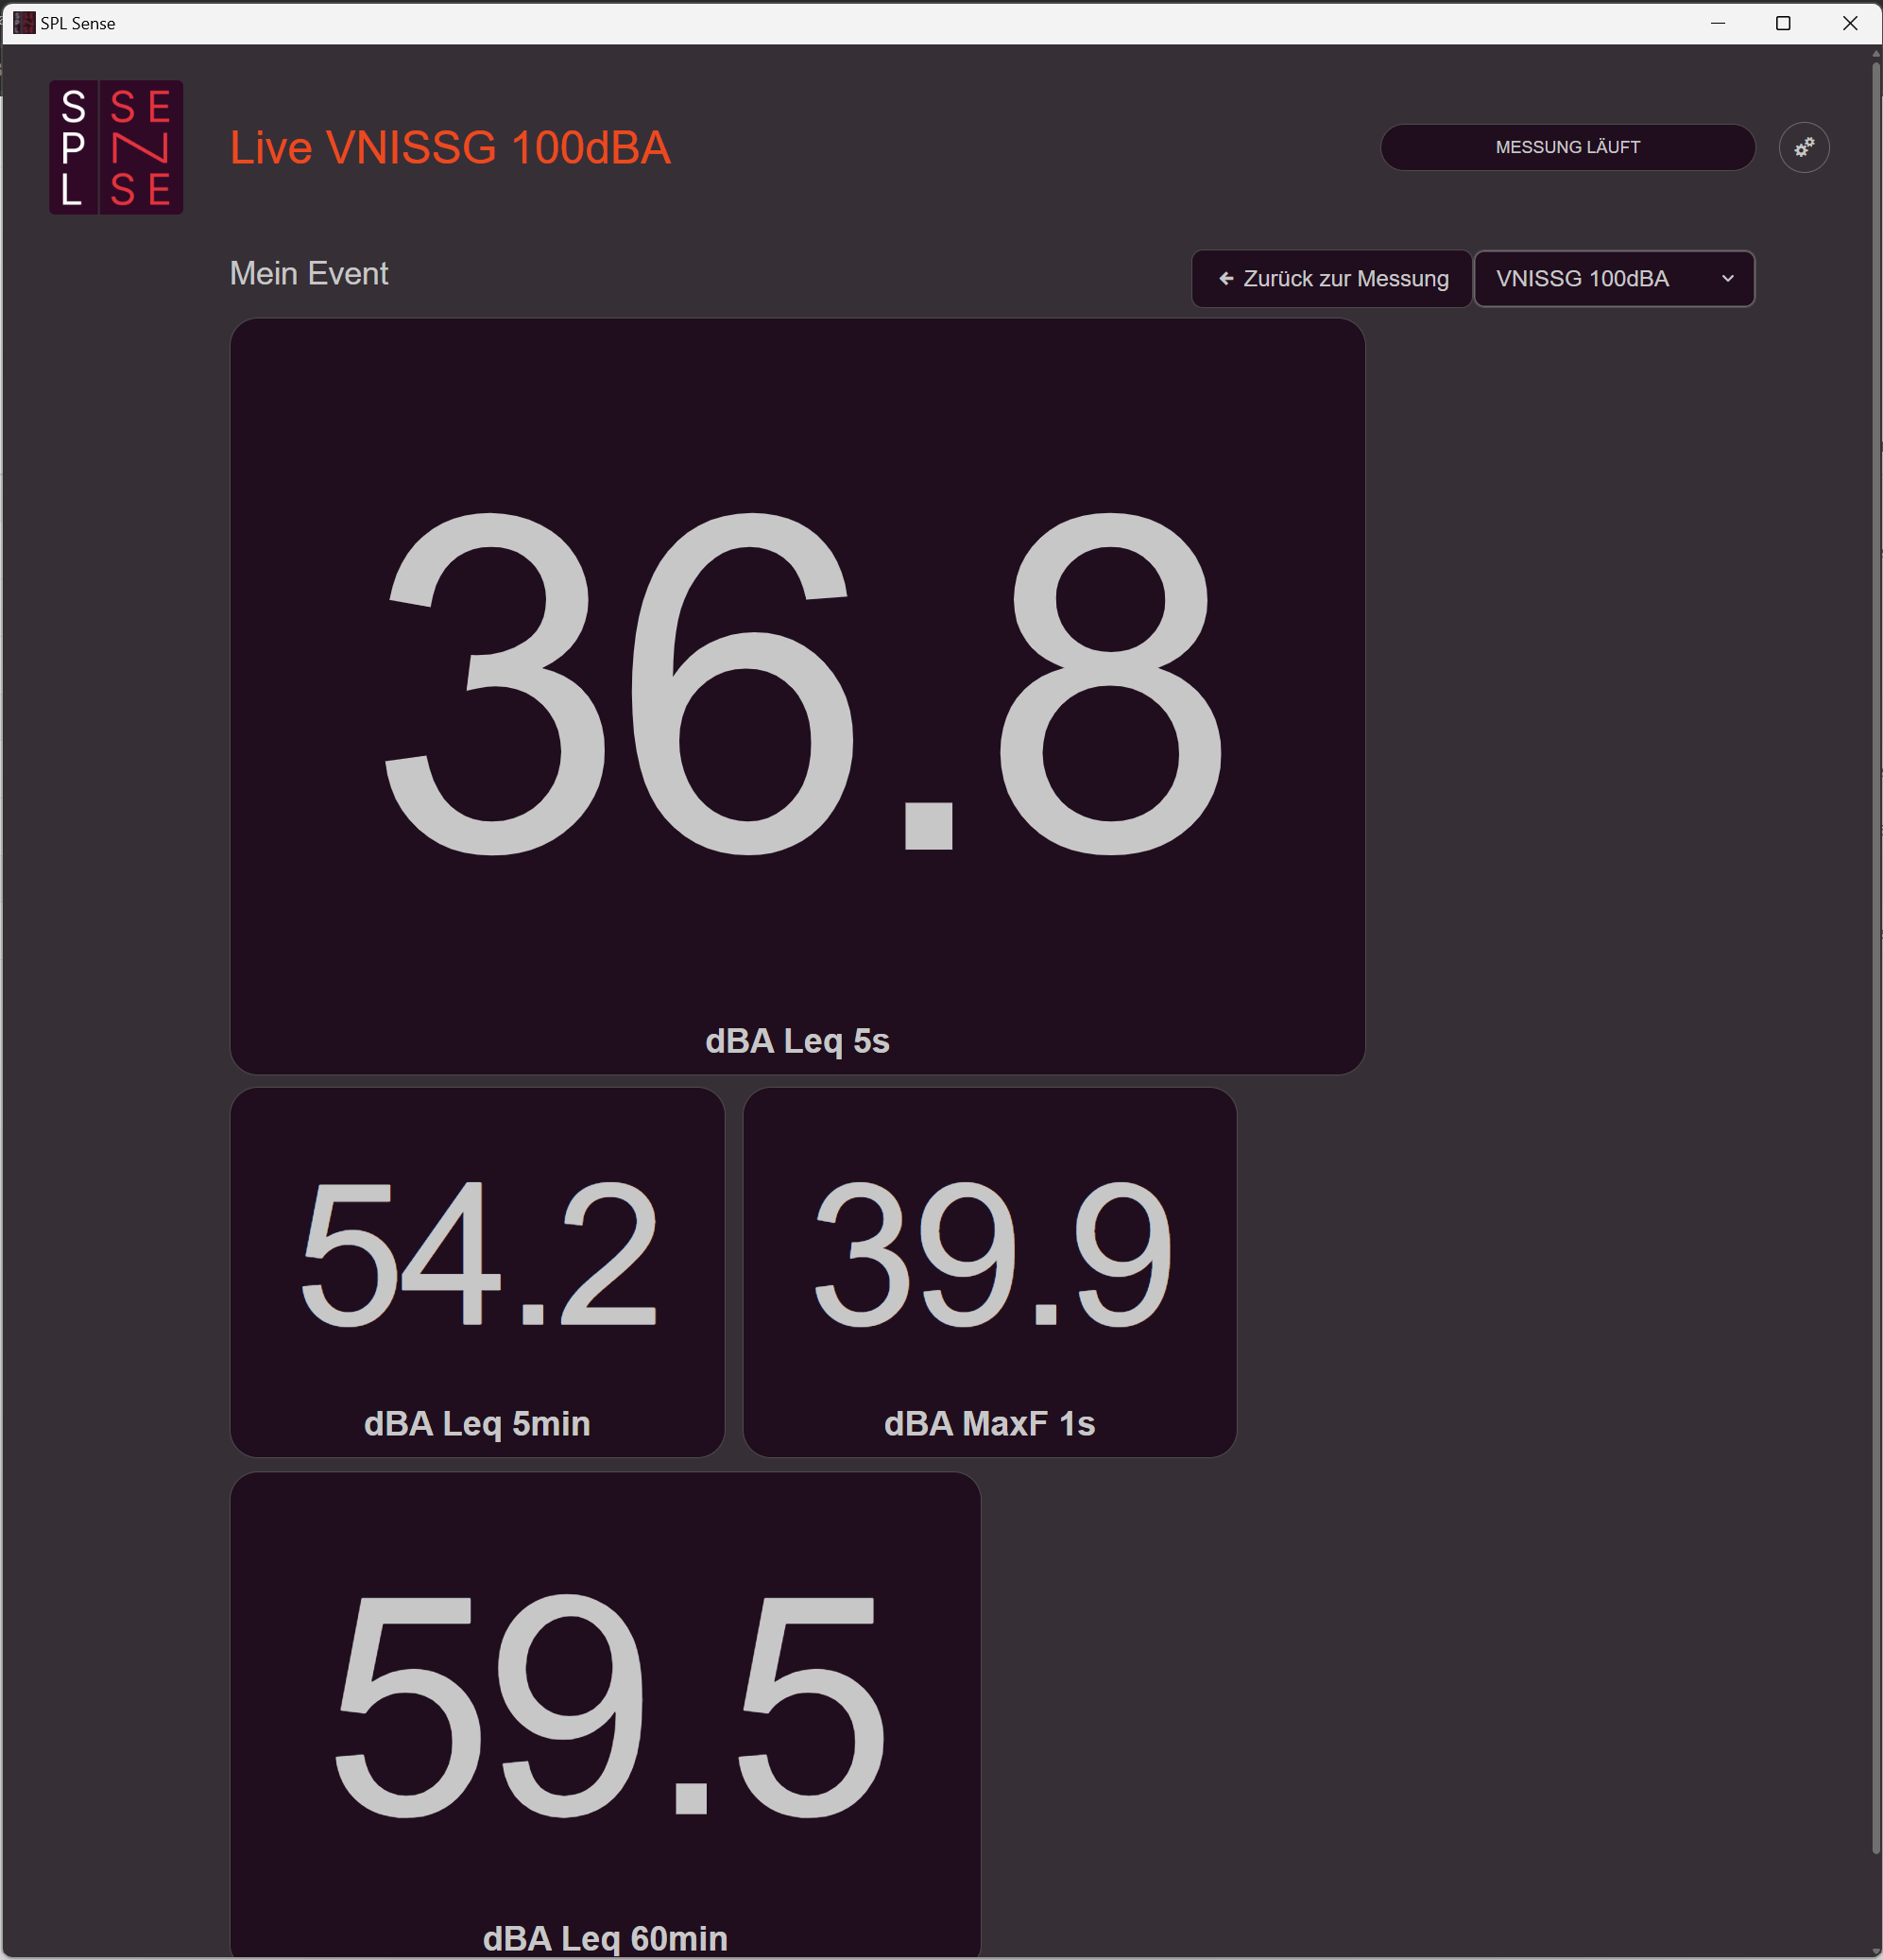 SPL Sense
S SE
P N
L SE
Live VNISSG 100dBA
MESSUNG LÄUFT
Mein Event
Zurück zur Messung
VNISSG 100dBA
36.8
dBA Leq 5s
54.2
dBA Leq 5min
39.9
dBA MaxF 1s
59.5
dBA Leq 60min